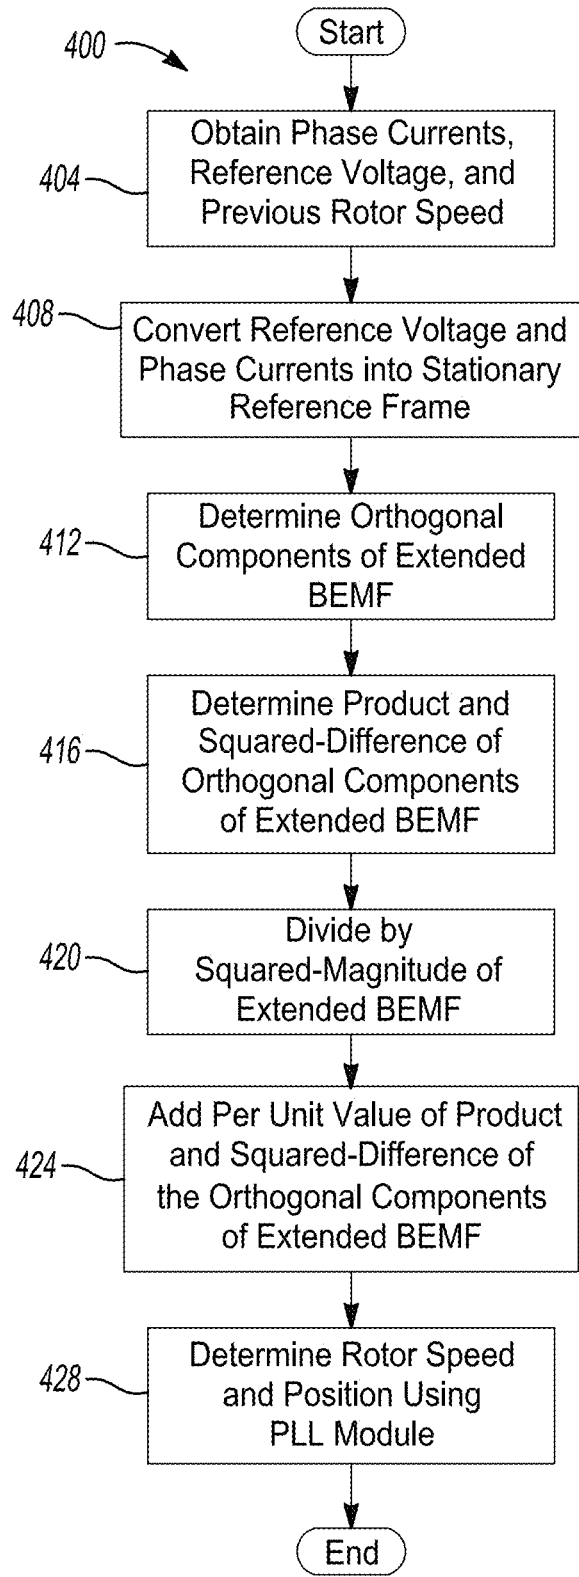 400
Start
404
Obtain Phase Currents,
Reference Voltage, and
Previous Rotor Speed
408
Convert Reference Voltage and
Phase Currents into Stationary
Reference Frame
412
Determine Orthogonal
Components of Extended
BEMF
416
Determine Product and
Squared-Difference of
Orthogonal Components
of Extended BEMF
420
Divide by
Squared-Magnitude of
Extended BEMF
424
Add Per Unit Value of Product
and Squared-Difference of
the Orthogonal Components
of Extended BEMF
428
Determine Rotor Speed
and Position Using
PLL Module
End